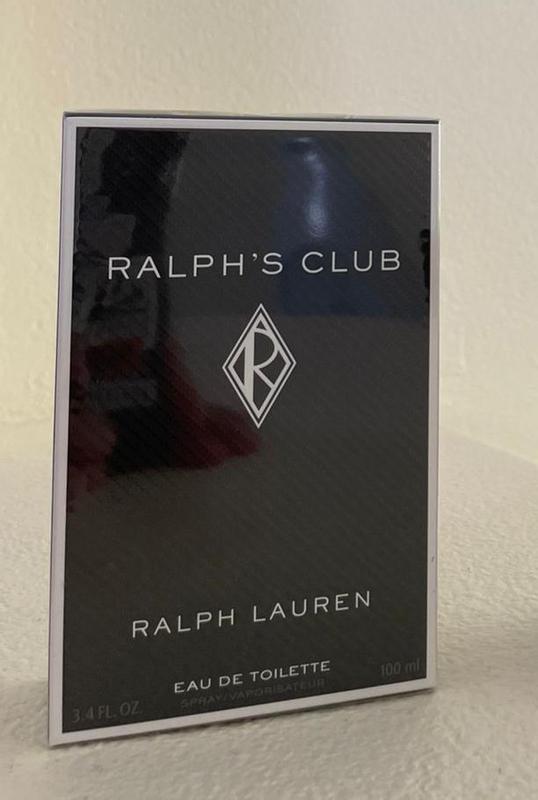 RALPH'S CLUB
R
RALPH LAUREN
EAU DE TOILETTE
SPRAY/VAPORISATEUR
3.4 FL. OZ.
100 ml